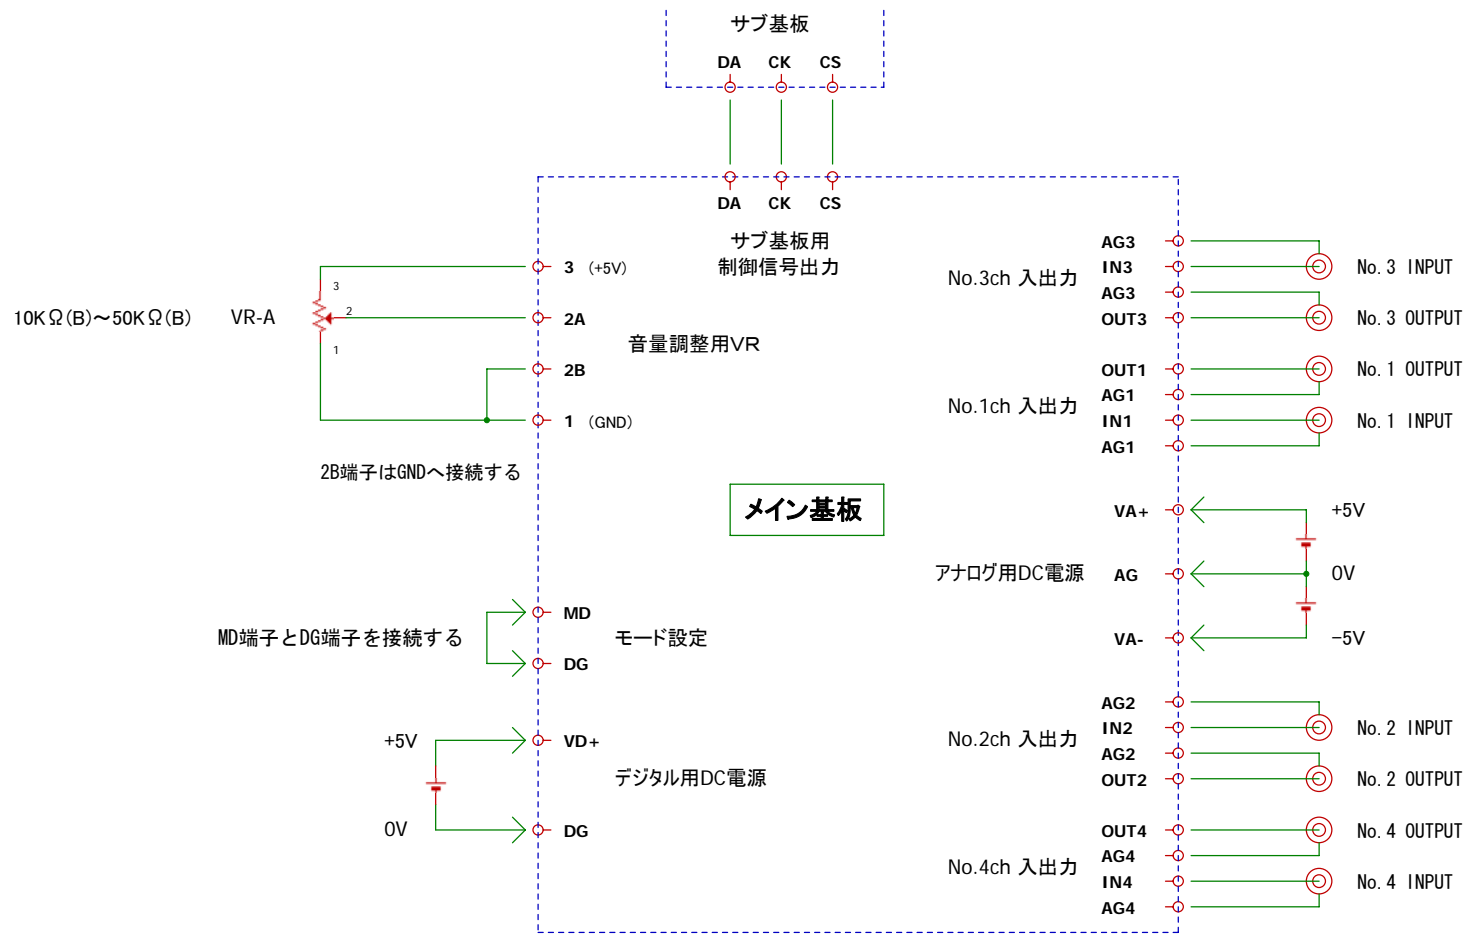 サブ基板
DA CK CS
DA CK CS
サブ基板用
制御信号出力
3 (+5V)
3
10KΩ(B)～50KΩ(B) VR-A
2
2A
1
音量調整用VR
2B
1 (GND)
2B端子はGNDへ接続する
メイン基板
MD端子とDG端子を接続する
MD
モード設定
DG
+5V
VD+
デジタル用DC電源
0V
DG
No.3ch 入出力
AG3
IN3
No.3 INPUT
AG3
OUT3
No.3 OUTPUT
No.1ch 入出力
OUT1
No.1 OUTPUT
AG1
IN1
No.1 INPUT
AG1
アナログ用DC電源
VA+
+5V
AG
0V
VA-
−5V
No.2ch 入出力
AG2
IN2
No.2 INPUT
AG2
OUT2
No.2 OUTPUT
No.4ch 入出力
OUT4
No.4 OUTPUT
AG4
IN4
No.4 INPUT
AG4